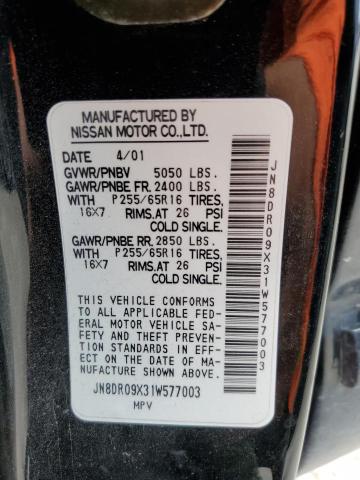 MANUFACTURED BY
NISSAN MOTOR CO.,LTD.
DATE 4/01
GVWR/PNBV 5050 LBS.
GAWR/PNBE FR. 2400 LBS.
WITH P255/65R16 TIRES,
16X7 RIMS.AT 26 PSI
COLD SINGLE.
GAWR/PNBE RR. 2850 LBS.
WITH P255/65R16 TIRES,
16X7 RIMS.AT 26 PSI
COLD SINGLE.
THIS VEHICLE CONFORMS
TO ALL APPLICABLE FED-
ERAL MOTOR VEHICLE SA-
FETY AND THEFT PREVEN-
TION STANDARDS IN EFF-
ECT ON THE DATE OF MA-
NUFACTURE SHOWN ABOVE.
JN8DR09X31W577003
MPV
JN8DR09X31W577003